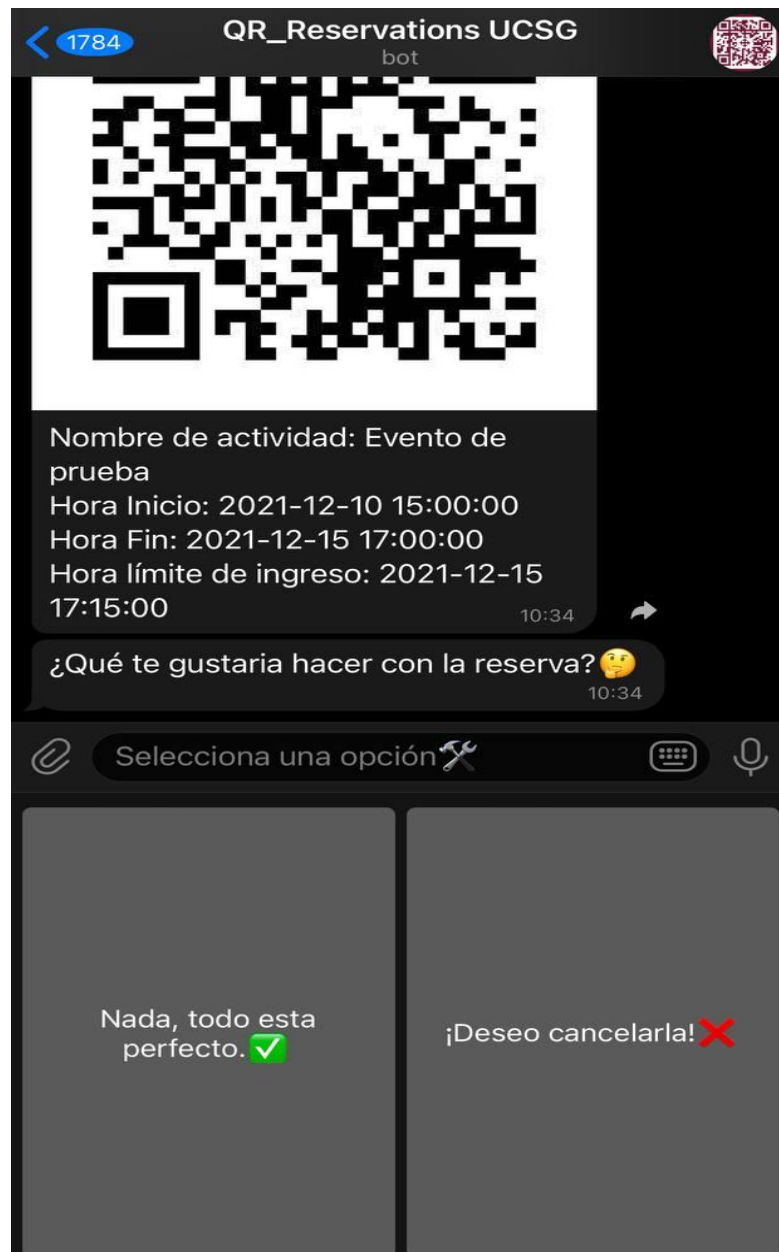 1784
QR_Reservations UCSG
bot
Nombre de actividad: Evento de
prueba
Hora Inicio: 2021-12-10 15:00:00
Hora Fin: 2021-12-15 17:00:00
Hora límite de ingreso: 2021-12-15
17:15:00
10:34
¿Qué te gustaria hacer con la reserva?🤔
10:34
Selecciona una opción🛠️
Nada, todo esta
perfecto.✅
¡Deseo cancelarla!❌